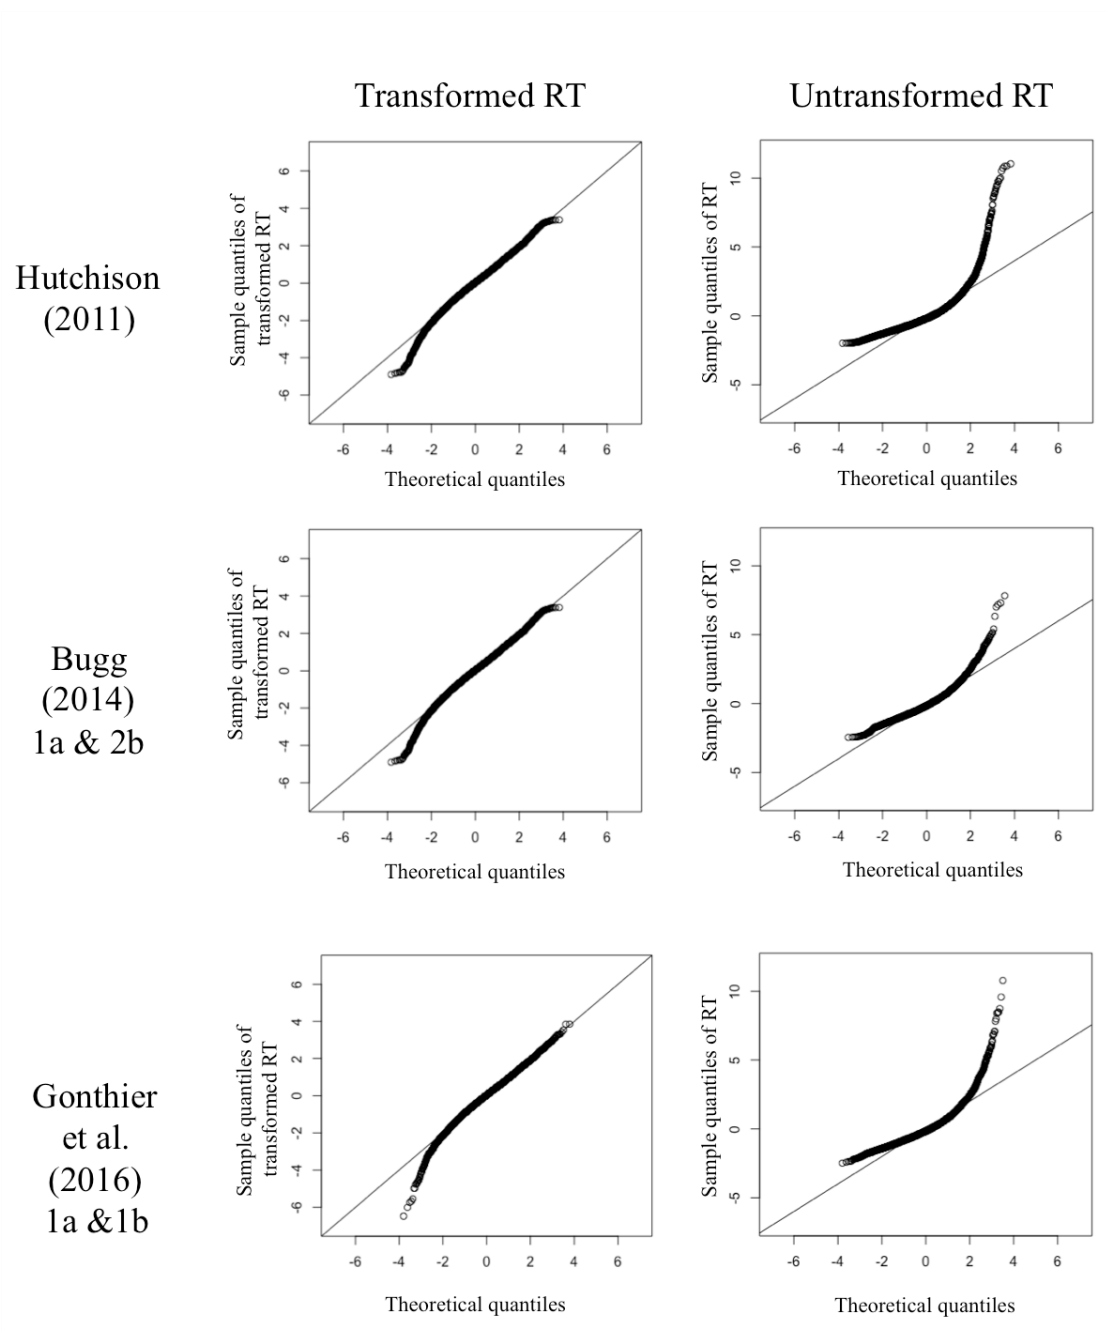 Transformed RT
Untransformed RT
Hutchison
(2011)
Sample quantiles of
transformed RT
6
4
2
0
-2
-4
-6
-6 -4 -2 0 2 4 6
Theoretical quantiles
Sample quantiles of RT
10
5
0
-5
-6 -4 -2 0 2 4 6
Theoretical quantiles
Bugg
(2014)
1a & 2b
Sample quantiles of
transformed RT
6
4
2
0
-2
-4
-6
-6 -4 -2 0 2 4 6
Theoretical quantiles
Sample quantiles of RT
10
5
0
-5
-6 -4 -2 0 2 4 6
Theoretical quantiles
Gonthier
et al.
(2016)
1a &1b
Sample quantiles of
transformed RT
6
4
2
0
-2
-4
-6
-6 -4 -2 0 2 4 6
Theoretical quantiles
Sample quantiles of RT
10
5
0
-5
-6 -4 -2 0 2 4 6
Theoretical quantiles